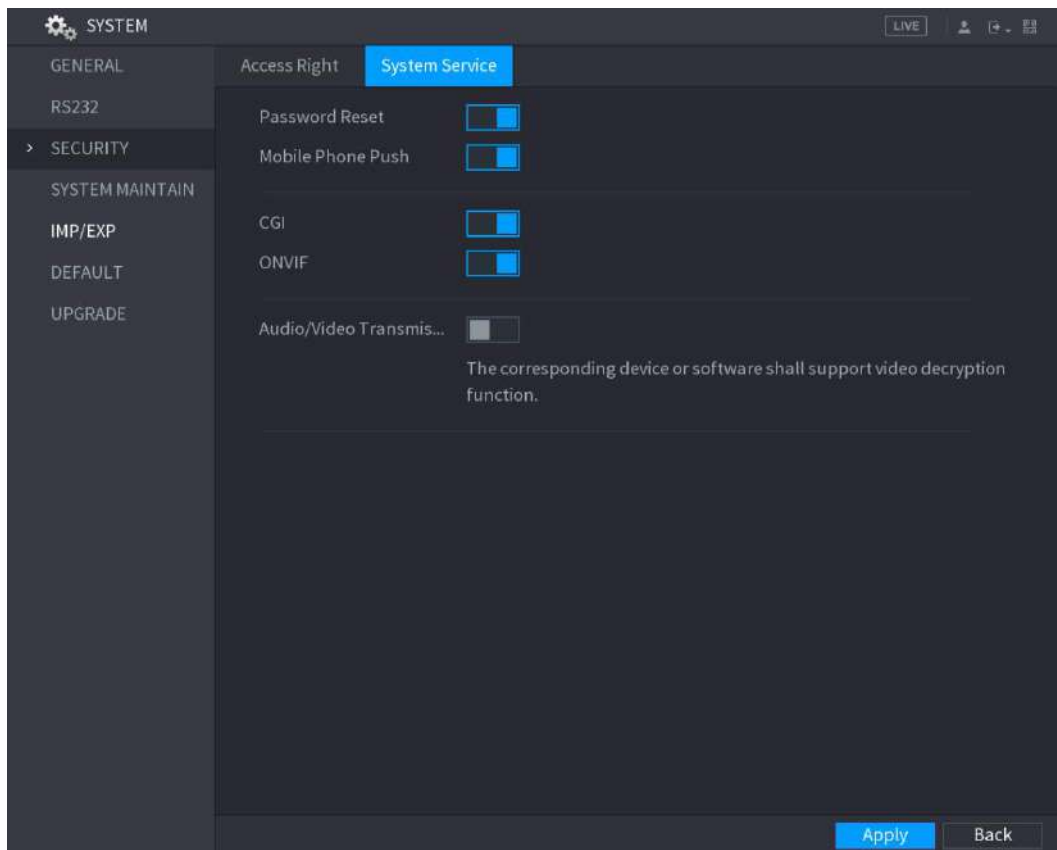 SYSTEM
LIVE
GENERAL
RS232
> SECURITY
SYSTEM MAINTAIN
IMP/EXP
DEFAULT
UPGRADE
Access Right
System Service
Password Reset
Mobile Phone Push
CGI
ONVIF
Audio/Video Transmis...
The corresponding device or software shall support video decryption
function.
Apply
Back